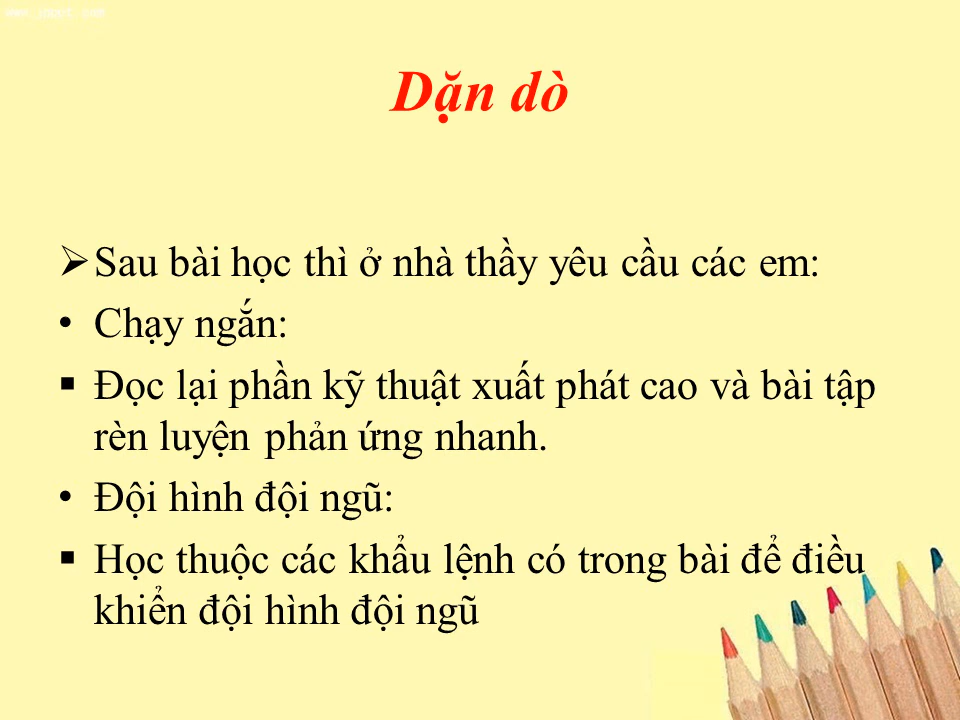 Dặn dò
➢ Sau bài học thì ở nhà thầy yêu cầu các em:
• Chạy ngắn:
▪ Đọc lại phần kỹ thuật xuất phát cao và bài tập
rèn luyện phản ứng nhanh.
• Đội hình đội ngũ:
▪ Học thuộc các khẩu lệnh có trong bài để điều
khiển đội hình đội ngũ